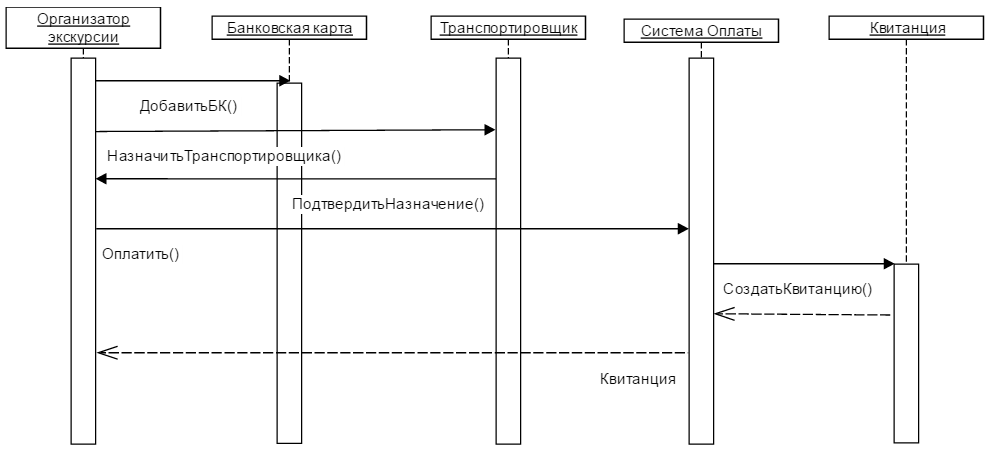 Организатор
экскурсии
Банковская карта
Транспортировщик
Система Оплаты
Квитанция
ДобавитьБК()
НазначитьТранспортировщика()
ПодтвердитьНазначение()
Оплатить()
СоздатьКвитанцию()
Квитанция